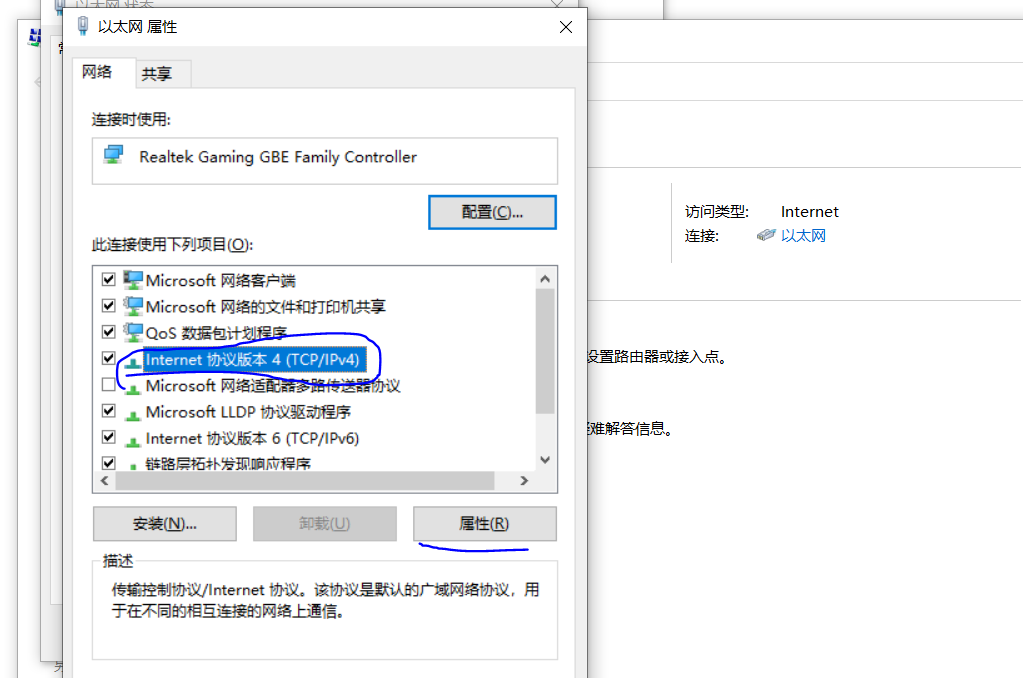 以太网 状态
以太网 属性
网络
共享
连接时使用:
Realtek Gaming GBE Family Controller
配置(C)...
此连接使用下列项目(O):
Microsoft 网络客户端
Microsoft 网络的文件和打印机共享
QoS 数据包计划程序
Internet 协议版本 4 (TCP/IPv4)
Microsoft 网络适配器多路传送器协议
Microsoft LLDP 协议驱动程序
Internet 协议版本 6 (TCP/IPv6)
链路层拓扑发现响应程序
安装(N)...
卸载(U)
属性(R)
描述
传输控制协议/Internet 协议。该协议是默认的广域网络协议，用
于在不同的相互连接的网络上通信。
访问类型: Internet
连接: 以太网
设置路由器或接入点。
难解答信息。